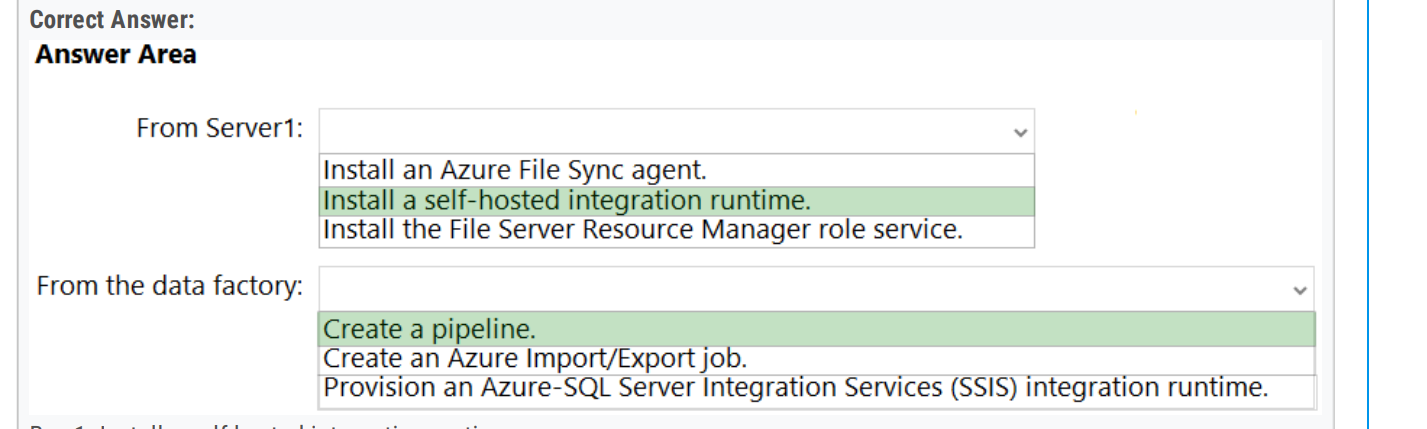 Correct Answer:
Answer Area
From Server1:
Install an Azure File Sync agent.
Install a self-hosted integration runtime.
Install the File Server Resource Manager role service.
From the data factory:
Create a pipeline.
Create an Azure Import/Export job.
Provision an Azure-SQL Server Integration Services (SSIS) integration runtime.